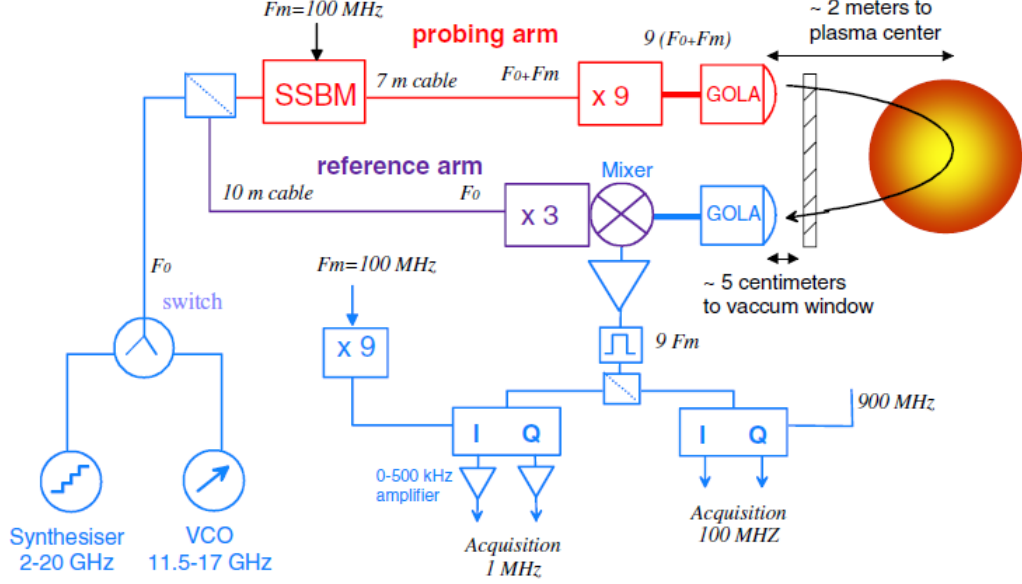 Fm=100 MHz
~ 2 meters to
plasma center
probing arm
9 (F0+Fm)
SSBM
7 m cable
F0+Fm
x 9
GOLA
reference arm
Mixer
10 m cable
F0
x 3
GOLA
F0
switch
Fm=100 MHz
~ 5 centimeters
to vaccum window
x 9
9 Fm
900 MHz
I Q
I Q
0-500 kHz
amplifier
Synthesiser
2-20 GHz
VCO
11.5-17 GHz
Acquisition
1 MHz
Acquisition
100 MHZ